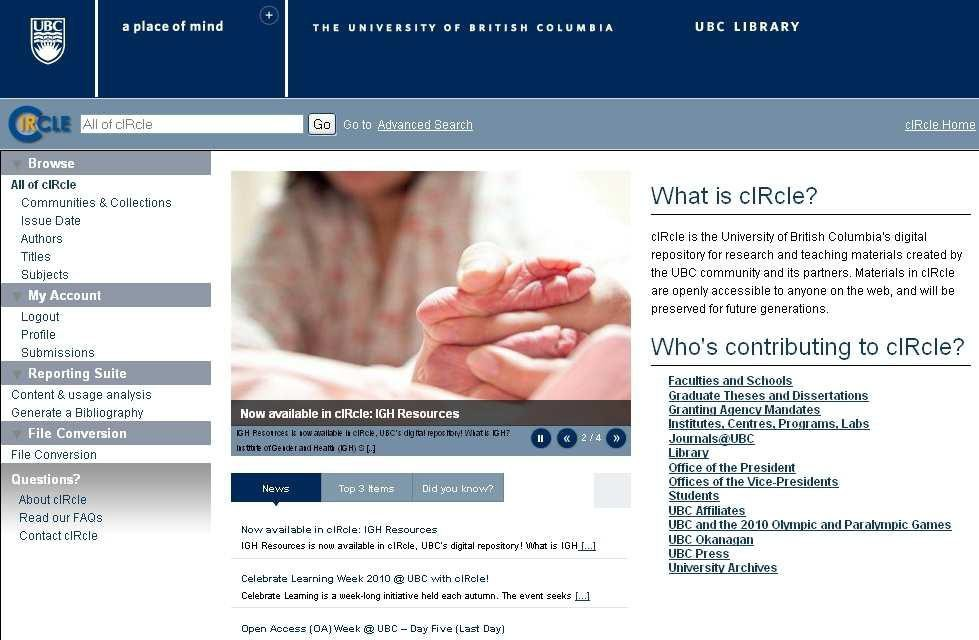 UBC
a place of mind
THE UNIVERSITY OF BRITISH COLUMBIA
UBC LIBRARY
cIRcLE
All of cIRcle
Go
Go to Advanced Search
cIRcle Home
Browse
All of cIRcle
Communities & Collections
Issue Date
Authors
Titles
Subjects
My Account
Logout
Profile
Submissions
Reporting Suite
Content & usage analysis
Generate a Bibliography
File Conversion
File Conversion
Questions?
About cIRcle
Read our FAQs
Contact cIRcle
Now available in cIRcle: IGH Resources
IGH Resources is now available in cIRcle, UBC's digital repository! What is IGH?
Institute of Gender and Health (IGH) S [..]
2 / 4
News
Top 3 Items
Did you know?
Now available in cIRcle: IGH Resources
IGH Resources is now available in cIRcle, UBC's digital repository! What is IGH [...]
Celebrate Learning Week 2010 @ UBC with cIRcle!
Celebrate Learning is a week-long initiative held each autumn. The event seeks [...]
Open Access (OA) Week @ UBC – Day Five (Last Day)
What is cIRcle?
cIRcle is the University of British Columbia's digital
repository for research and teaching materials created by
the UBC community and its partners. Materials in cIRcle
are openly accessible to anyone on the web, and will be
preserved for future generations.
Who's contributing to cIRcle?
Faculties and Schools
Graduate Theses and Dissertations
Granting Agency Mandates
Institutes, Centres, Programs, Labs
Journals@UBC
Library
Office of the President
Offices of the Vice-Presidents
Students
UBC Affiliates
UBC and the 2010 Olympic and Paralympic Games
UBC Okanagan
UBC Press
University Archives